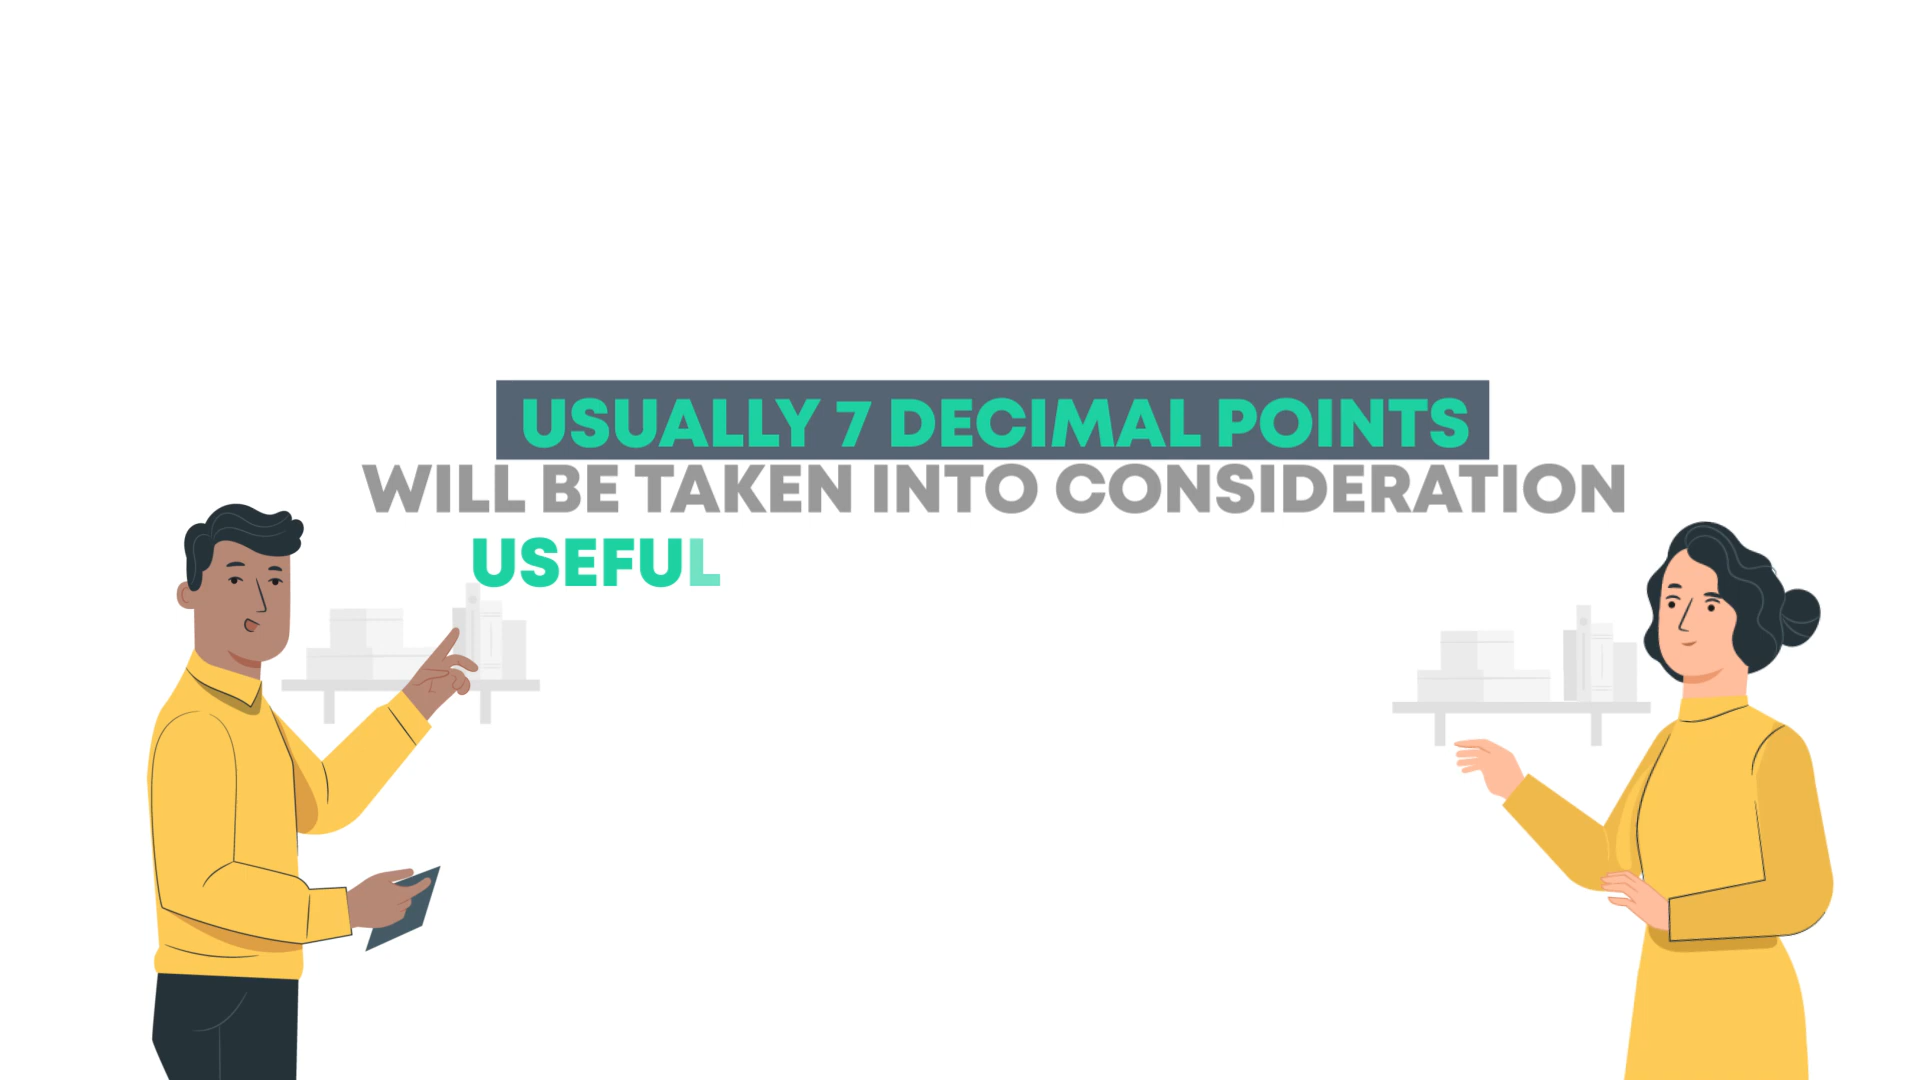 USUALLY 7 DECIMAL POINTS
WILL BE TAKEN INTO CONSIDERATION
USEFUL